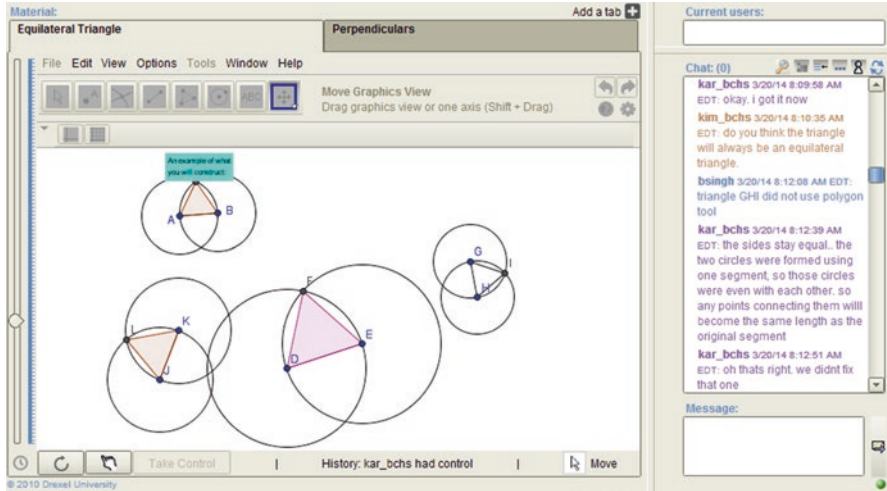 Material:
Add a tab
Equilateral Triangle
Perpendiculars
File Edit View Options Tools Window Help
ABC
Move Graphics View
Drag graphics view or one axis (Shift + Drag)
An example of what
you will construct:
A
B
G
I
H
F
E
D
K
L
J
Take Control
History: kar_bchs had control
Move
© 2010 Drexel University
Current users:
Chat: (0)
kar_bchs 3/20/14 8:09:58 AM
EDT: okay. i got it now
kim_bchs 3/20/14 8:10:35 AM
EDT: do you think the triangle
will always be an equilateral
triangle.
bsingh 3/20/14 8:12:08 AM EDT:
triangle GHI did not use polygon
tool
kar_bchs 3/20/14 8:12:39 AM
EDT: the sides stay equal.. the
two circles were formed using
one segment, so those circles
were even with each other. so
any points connecting them willl
become the same length as the
original segment
kar_bchs 3/20/14 8:12:51 AM
EDT: oh thats right. we didnt fix
that one
Message: